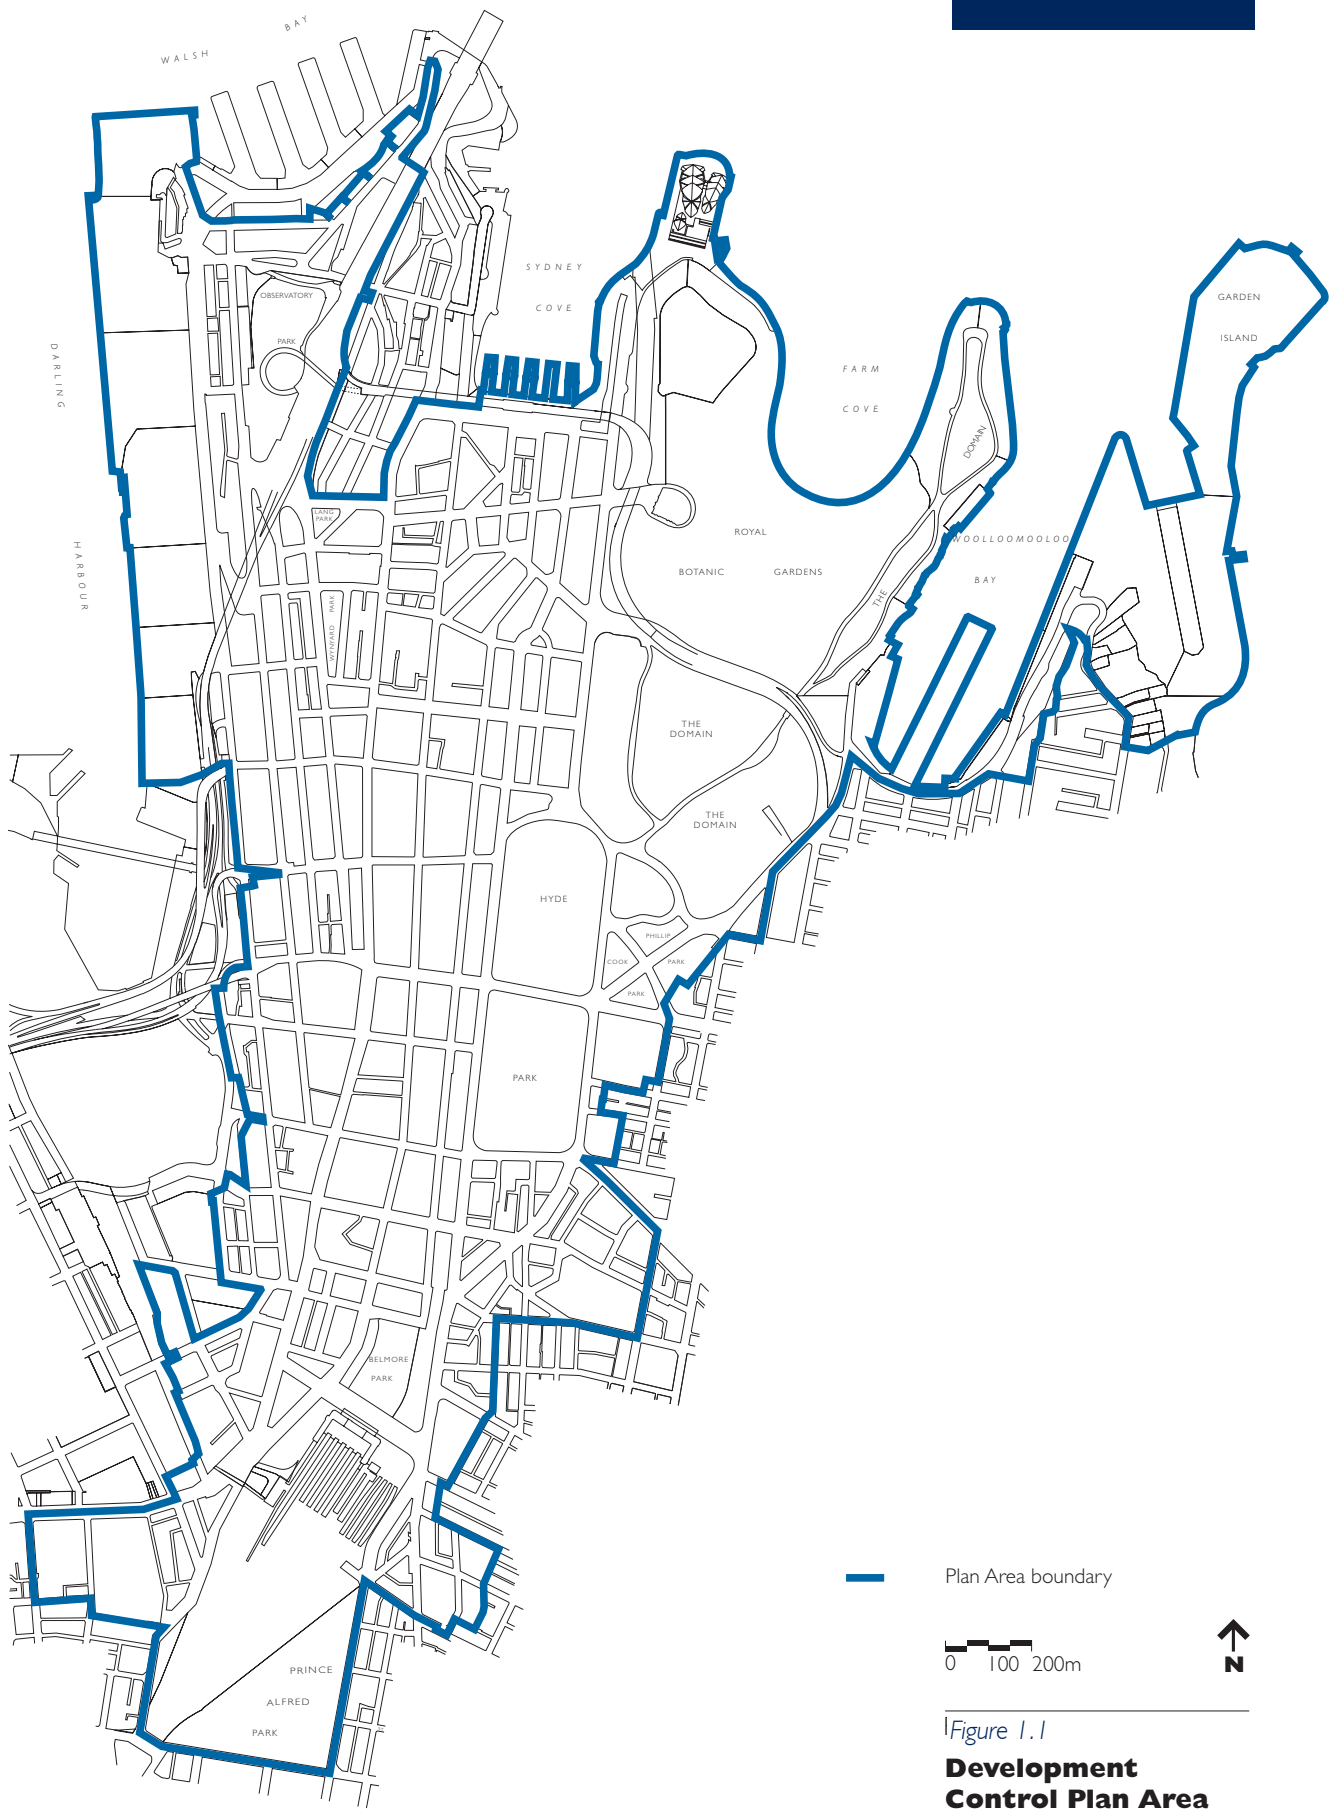 WALSH BAY
SYDNEY
COVE
OBSERVATORY
PARK
DARLING
HARBOUR
GARDEN
ISLAND
FARM
COVE
DOMAIN
THE
LANG
PARK
ROYAL
BOTANIC GARDENS
WOOLLOOMOOLOO
BAY
WYNYARD PARK
THE
DOMAIN
THE
DOMAIN
HYDE
PHILLIP
COOK PARK
PARK
PARK
BELMORE
PARK
PRINCE
ALFRED
PARK
Plan Area boundary
0 100 200m
N
Figure 1.1
Development
Control Plan Area